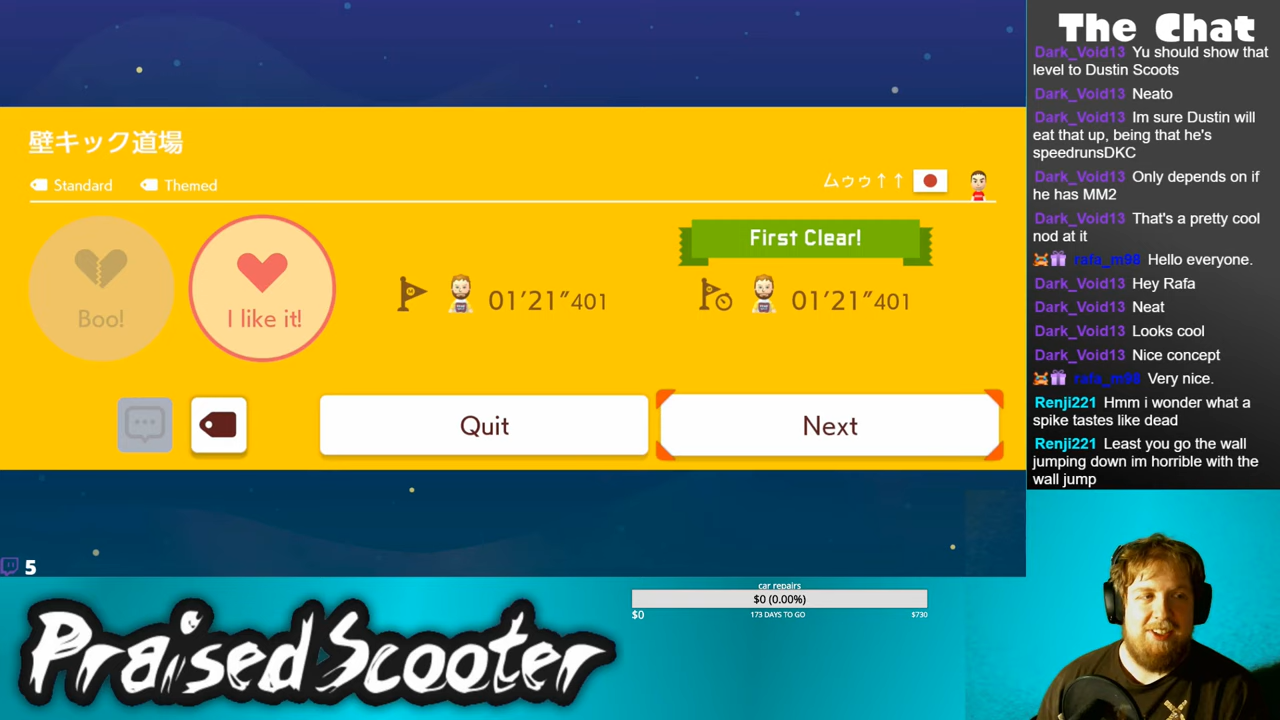 壁キック道場
Standard Themed
ムゥゥ↑↑
First Clear!
Boo!
I like it!
01'21"401
01'21"401
Quit
Next
5
PraisedScooter
car repairs
$0 (0.00%)
$0 173 DAYS TO GO $730
The Chat
Dark_Void13 Yu should show that
level to Dustin Scoots
Dark_Void13 Neato
Dark_Void13 Im sure Dustin will
eat that up, being that he's
speedrunsDKC
Dark_Void13 Only depends on if
he has MM2
Dark_Void13 That's a pretty cool
nod at it
rafa_m98 Hello everyone.
Dark_Void13 Hey Rafa
Dark_Void13 Neat
Dark_Void13 Looks cool
Dark_Void13 Nice concept
rafa_m98 Very nice.
Renji221 Hmm i wonder what a
spike tastes like dead
Renji221 Least you go the wall
jumping down im horrible with the
wall jump